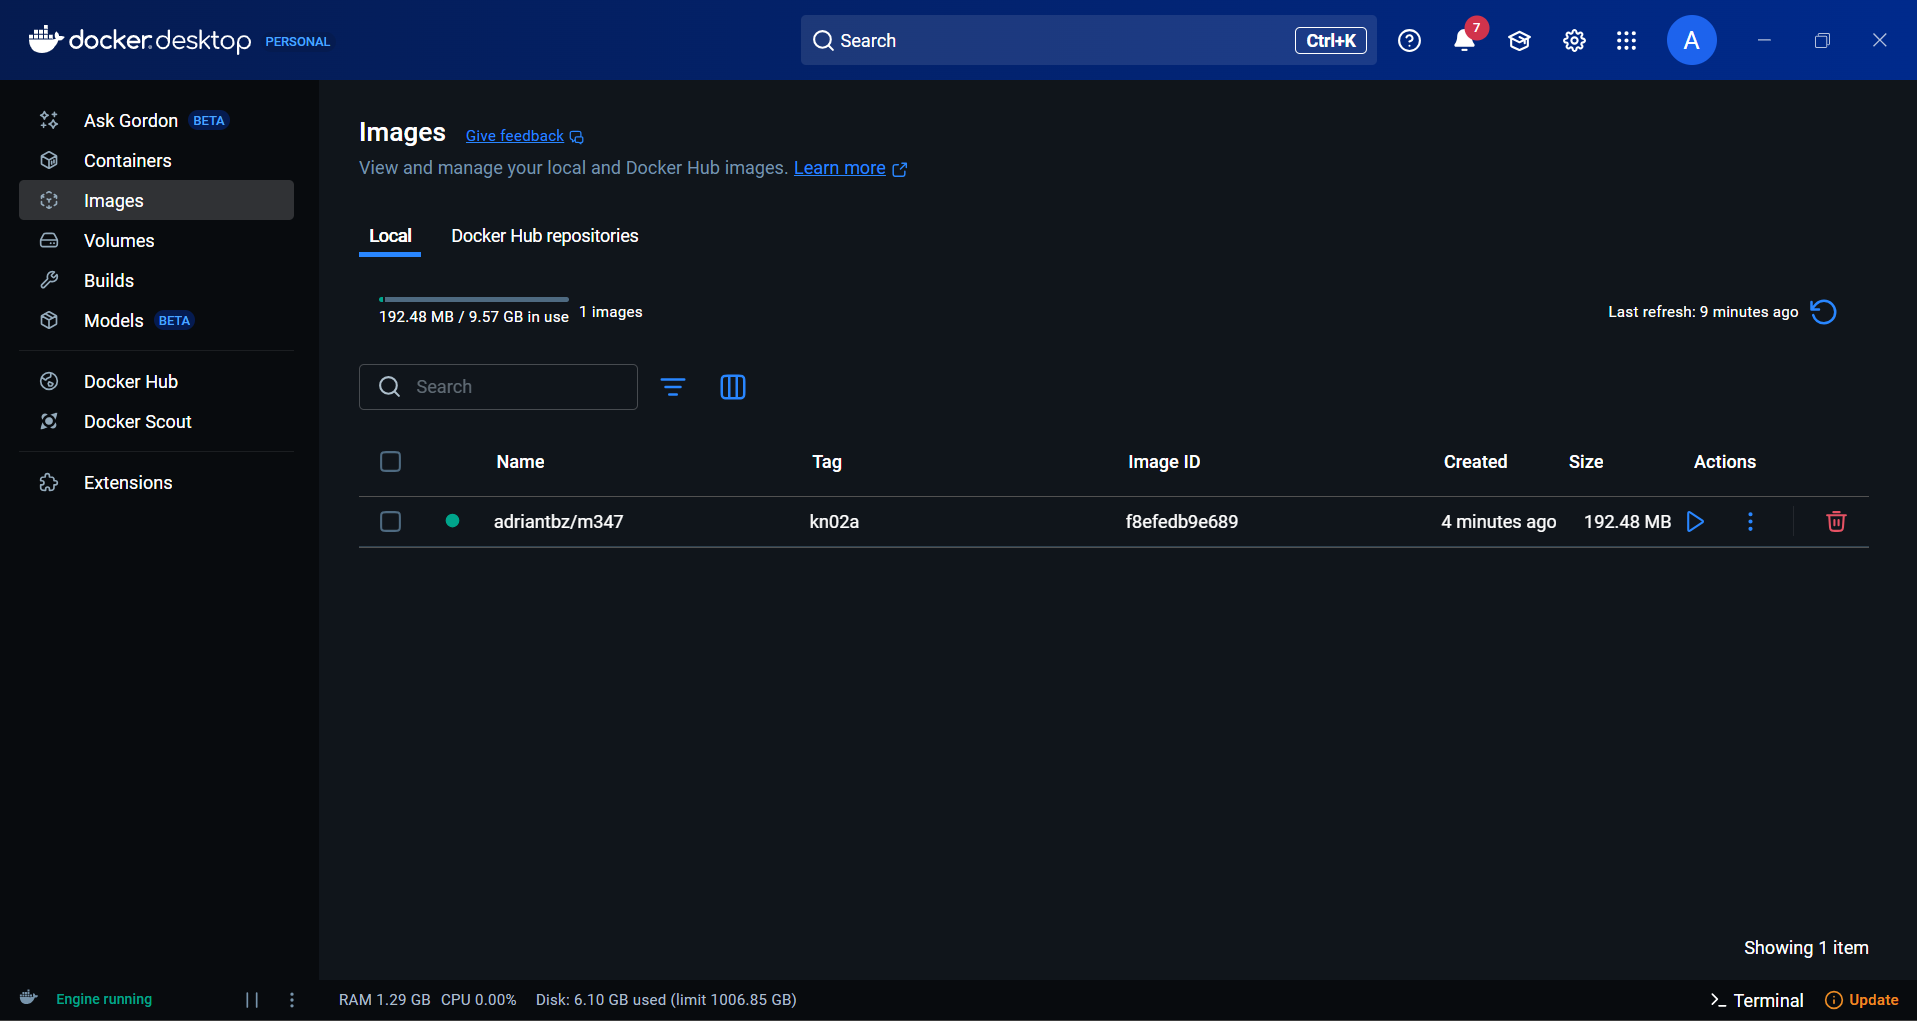 docker.desktop PERSONAL
Search Ctrl+K
7
A
Ask Gordon BETA
Containers
Images
Volumes
Builds
Models BETA
Docker Hub
Docker Scout
Extensions
Images Give feedback
View and manage your local and Docker Hub images. Learn more
Local Docker Hub repositories
192.48 MB / 9.57 GB in use 1 images
Last refresh: 9 minutes ago
Search
Name Tag Image ID Created Size Actions
adriantbz/m347 kn02a f8efedb9e689 4 minutes ago 192.48 MB
Showing 1 item
Engine running
RAM 1.29 GB CPU 0.00% Disk: 6.10 GB used (limit 1006.85 GB)
Terminal
Update